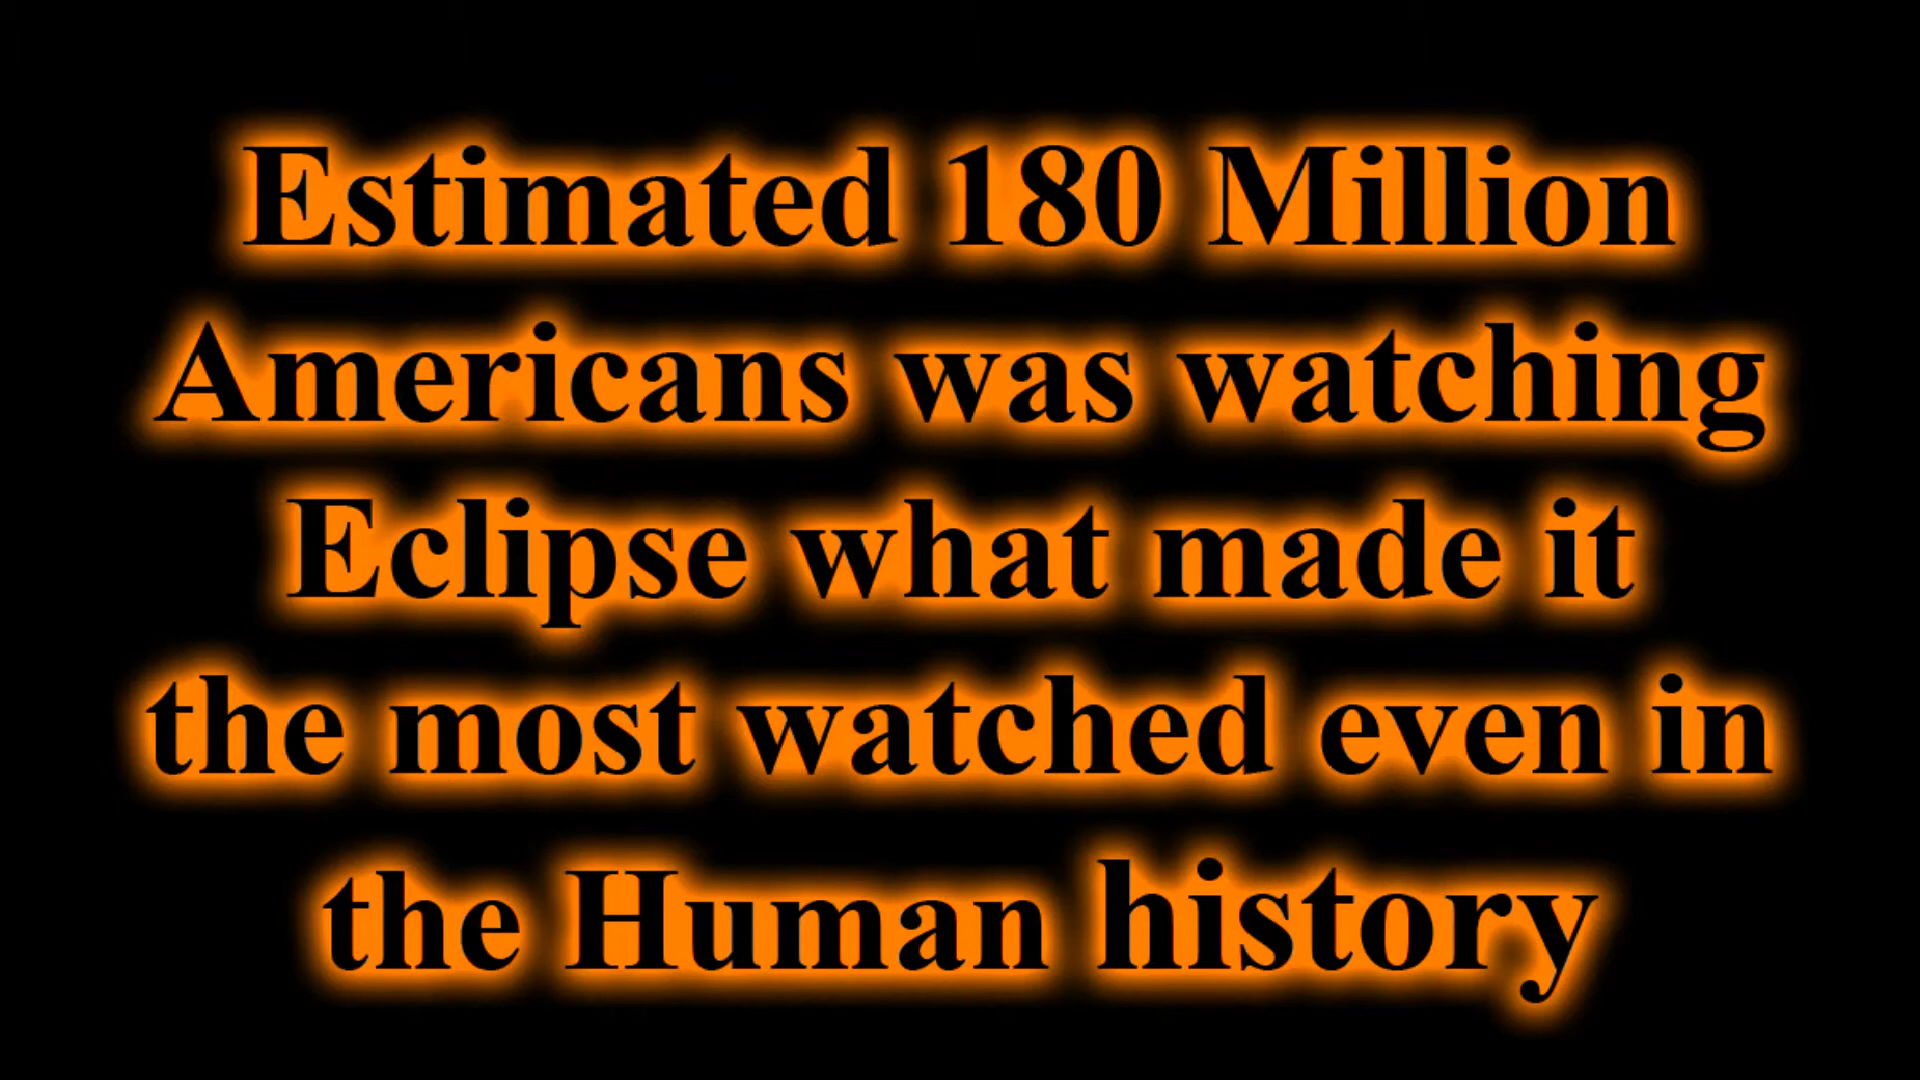 Estimated 180 Million
Americans was watching
Eclipse what made it
the most watched even in
the Human history